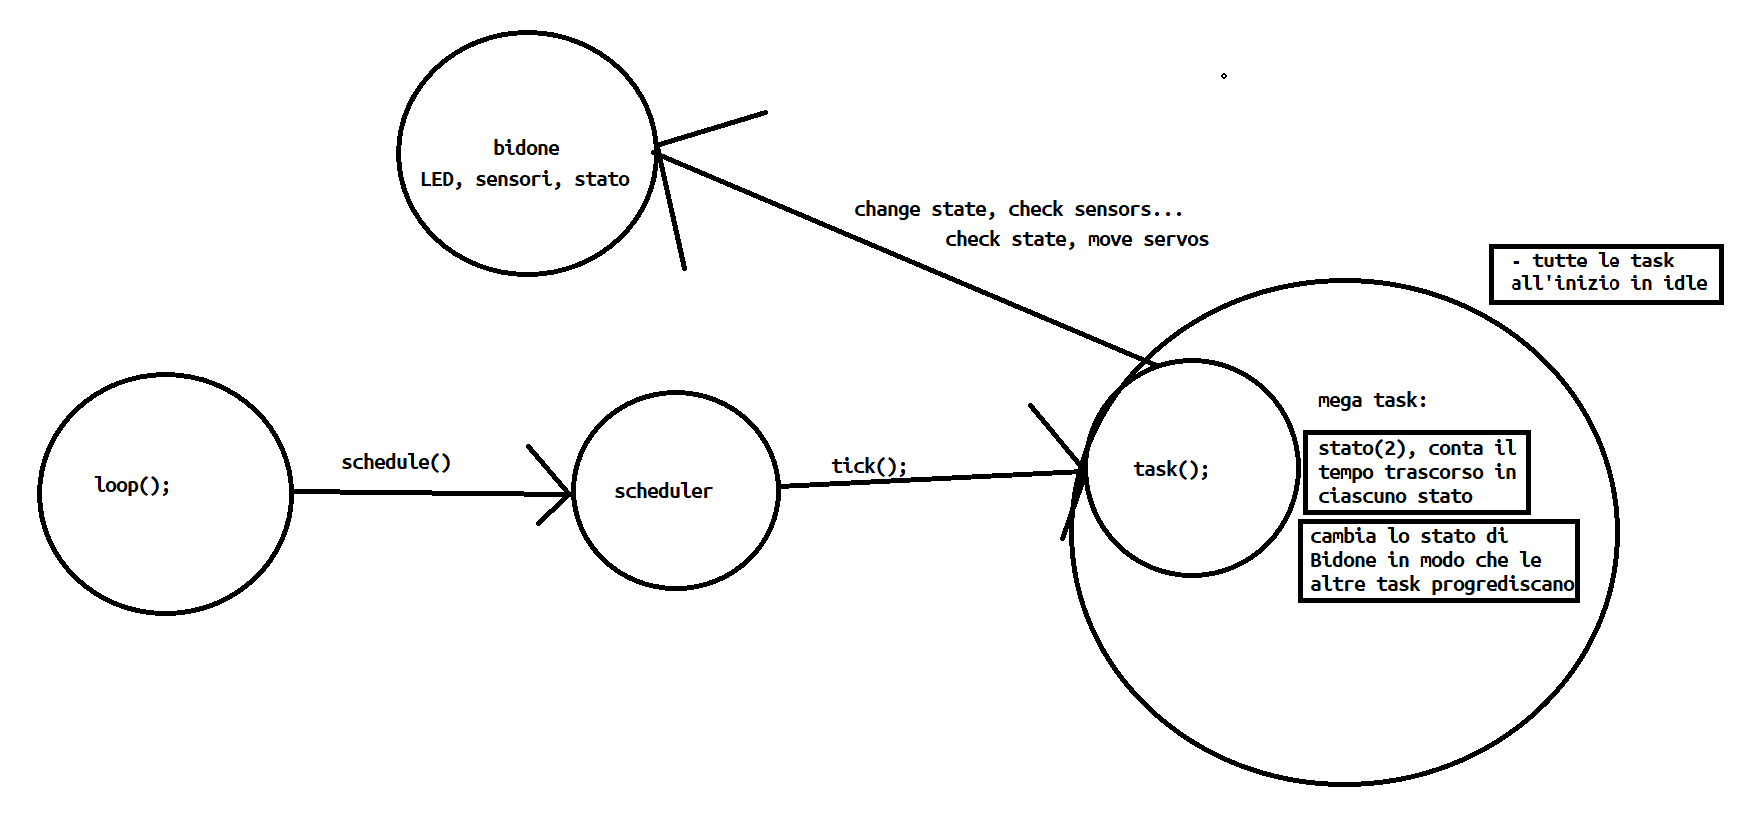 bidone
LED, sensori, stato
change state, check sensors...
check state, move servos
- tutte le task
all'inizio in idle
loop();
schedule()
scheduler
tick();
task();
mega task:
stato(2), conta il
tempo trascorso in
ciascuno stato
cambia lo stato di
Bidone in modo che le
altre task progrediscano